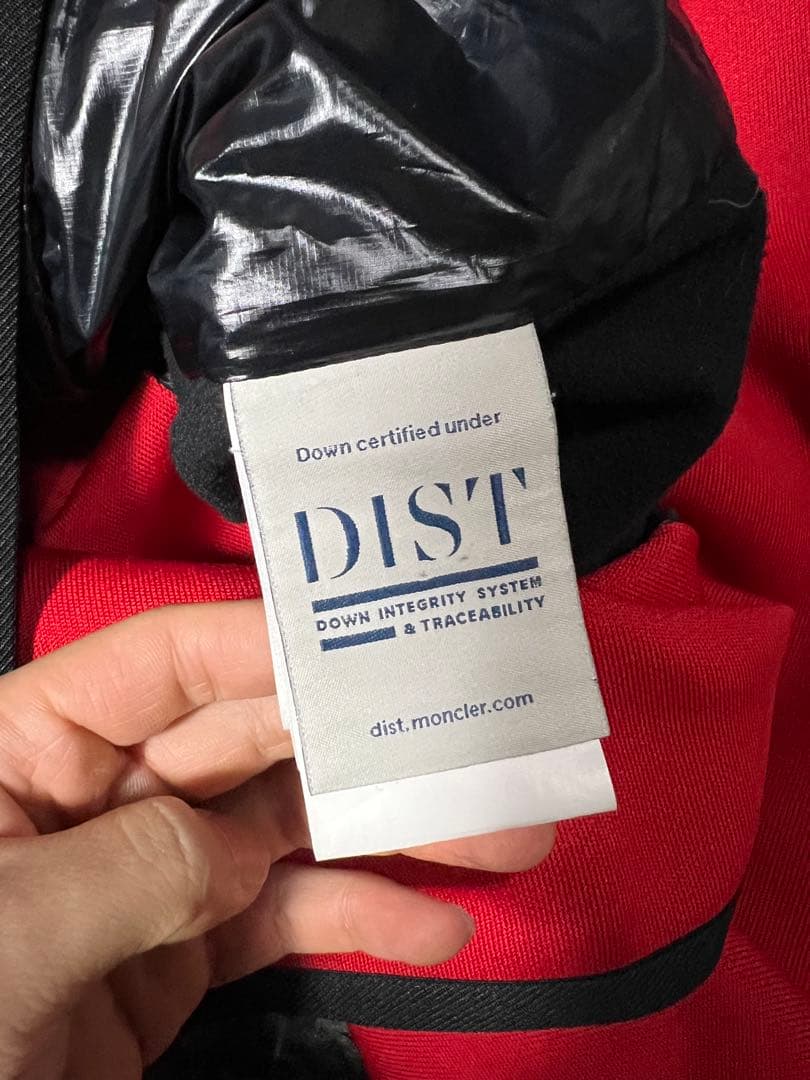 Down certified under
DIST
DOWN INTEGRITY SYSTEM
& TRACEABILITY
dist.moncler.com